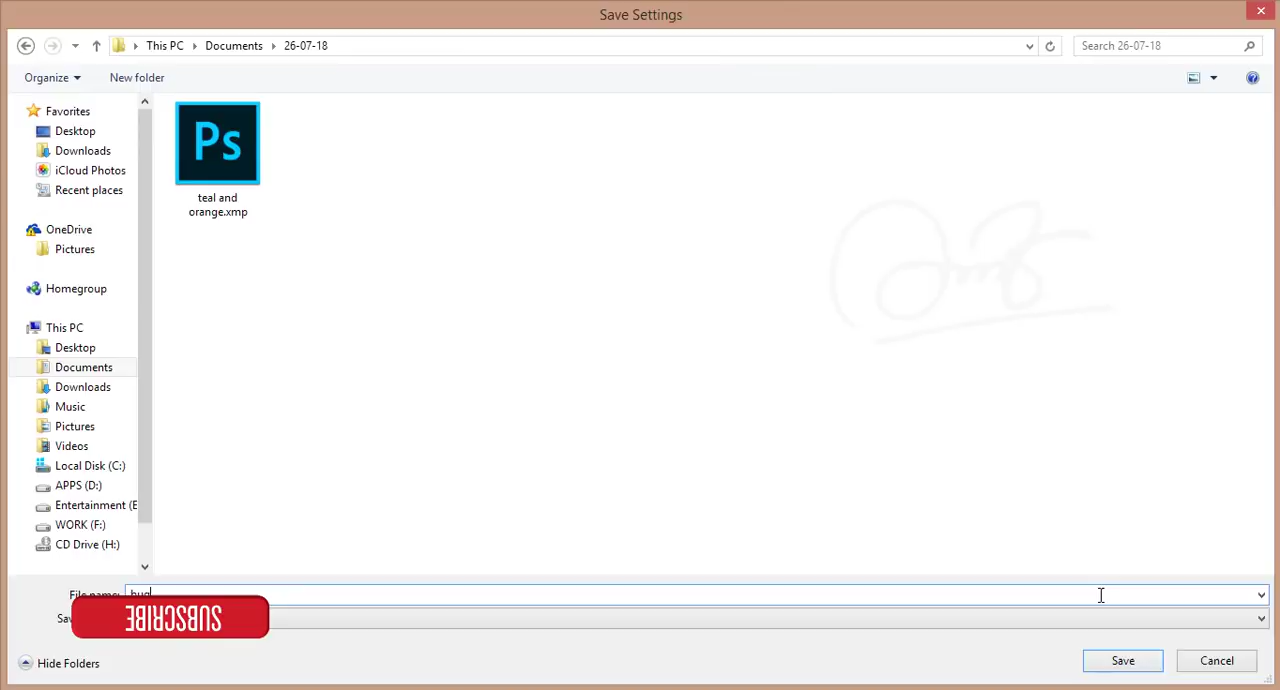 Save Settings
This PC Documents 26-07-18
Search 26-07-18
Organize
New folder
Favorites
Desktop
Downloads
iCloud Photos
Recent places
OneDrive
Pictures
Homegroup
This PC
Desktop
Documents
Downloads
Music
Pictures
Videos
Local Disk (C:)
APPS (D:)
Entertainment (E
WORK (F:)
CD Drive (H:)
Ps
teal and
orange.xmp
File name:
SUBSCRIBE
Hide Folders
Save
Cancel